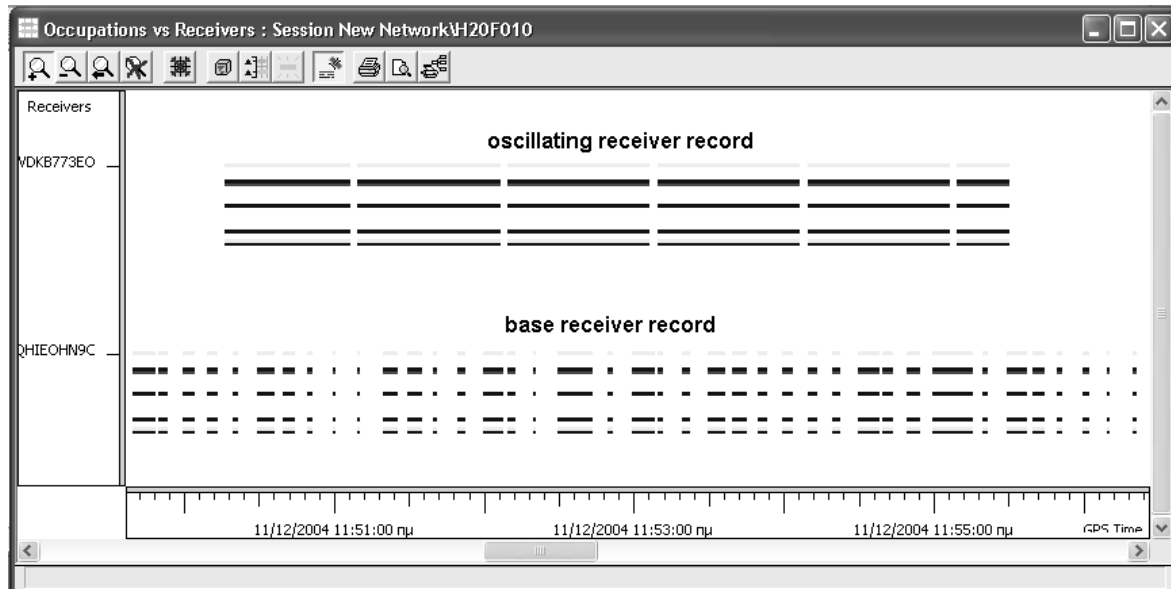 Occupations vs Receivers : Session New Network\H20F010
Receivers
oscillating receiver record
VDKB773EO
base receiver record
QHIEOHN9C
11/12/2004 11:51:00 πμ
11/12/2004 11:53:00 πμ
11/12/2004 11:55:00 πμ
GPS Time